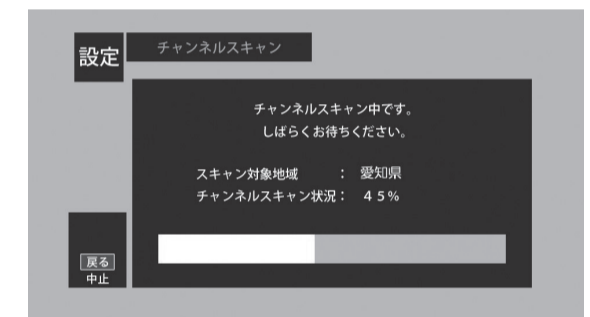 設定
チャンネルスキャン
チャンネルスキャン中です。
しばらくお待ちください。
スキャン対象地域　　：　愛知県
チャンネルスキャン状況：　４５％
戻る
中止